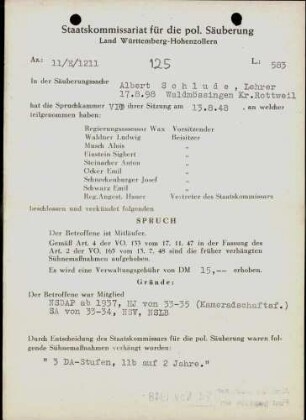 Staatskommissariat für die pol. Säuberung
Land Württemberg-Hohenzollern
Az: 11/E/1211 125 L: 583
In der Säuberungssache Albert Schlude, Lehrer
17.8.98 Waldmössingen Kr.Rottweil
hat die Spruchkammer VII ihrer Sitzung am 13.8.48, an welcher
teilgenommen haben:
Regierungsassessor Wax Vorsitzender
Waldner Ludwig Beisitzer
Mauch Alois "
Einstein Sigbert "
Steinacher Anton "
Ocker Emil "
Schneckenburger Josef "
Schwarz Emil "
Reg.Angest. Hauer Vertreter des Staatskommissars
beschlossen und verkündet folgenden
SPRUCH
Der Betroffene ist Mitläufer.
Gemäß Art. 4 der VO. 133 vom 17. 11. 47 in der Fassung des
Art. 2 der VO. 165 vom 13. 7. 48 sind die früher verhängten
Sühnemaßnahmen aufgehoben.
Es wird eine Verwaltungsgebühr von DM 15,-- erhoben.
Gründe:
Der Betroffene war Mitglied
NSDAP ab 1937, HJ von 33-35 (Kameradschaftsf.)
SA von 33-34, NSV, NSLB
Durch Entscheidung des Staatskommissars für die pol. Säuberung waren folgende Sühnemaßnahmen verhängt worden:
" 3 DA-Stufen, 11b auf 2 Jahre."